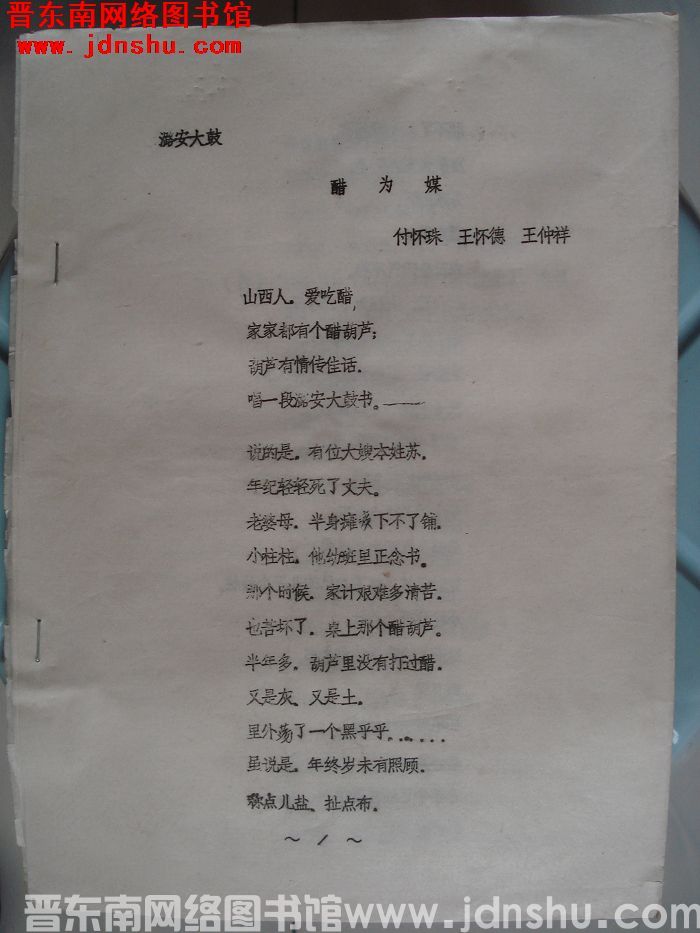 晋东南网络图书馆
www.jdnshu.com
潞安大鼓
醋 为 媒
付怀珠 王怀德 王仲祥
山西人。爱吃醋,
家家都有个醋葫芦;
葫芦有情传佳话.
唱一段潞安大鼓书。——
说的是。有位大嫂本姓苏.
年纪轻轻死了丈夫。
老婆母。半身瘫痪下不了铺.
小柱柱。他幼班里正念书。
那个时候.家计艰难多清苦。
也苦坏了。桌上那个醋葫芦。
半年多。葫芦里没有打过醋.
又是灰、又是土。
里外荡了一个黑乎乎......
虽说是。年终岁末有照顾.
称点儿盐、扯点布。
~ 1 ~
晋东南网络图书馆 www.jdnshu.com